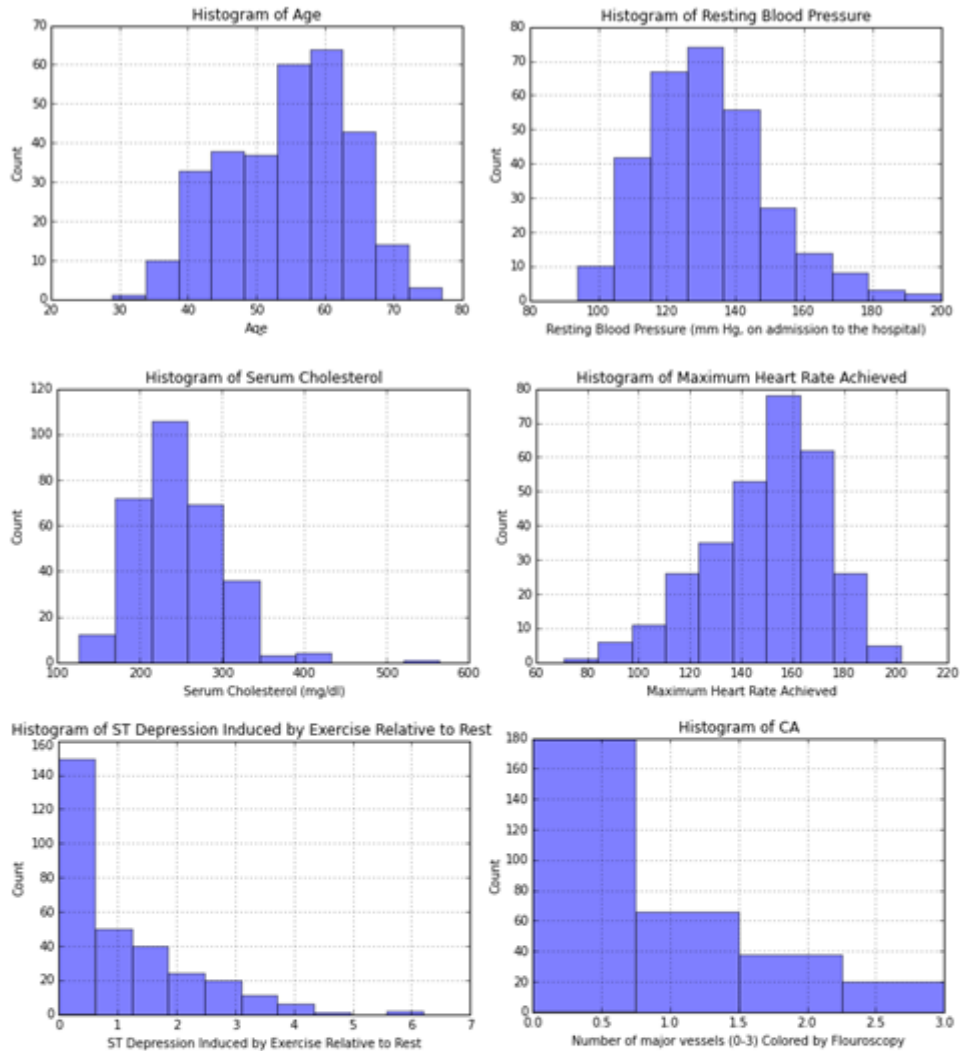 Histogram of Age
70
60
50
40
30
20
10
0
Count
20 30 40 50 60 70 80
Age
Histogram of Resting Blood Pressure
80
70
60
50
40
30
20
10
80
Count
100 120 140 160 180 200
Resting Blood Pressure (mm Hg, on admission to the hospital)
Histogram of Serum Cholesterol
120
100
80
60
40
20
0
Count
100 200 300 400 500 600
Serum Cholesterol (mg/dl)
Histogram of Maximum Heart Rate Achieved
80
70
60
50
40
30
20
10
0
Count
60 80 100 120 140 160 180 200 220
Maximum Heart Rate Achieved
Histogram of ST Depression Induced by Exercise Relative to Rest
160
140
120
100
80
60
40
20
0
Count
0 1 2 3 4 5 6 7
ST Depression Induced by Exercise Relative to Rest
Histogram of CA
180
160
140
120
100
80
60
40
20
0
Count
0.0 0.5 1.0 1.5 2.0 2.5 3.0
Number of major vessels (0-3) Colored by Flouroscopy